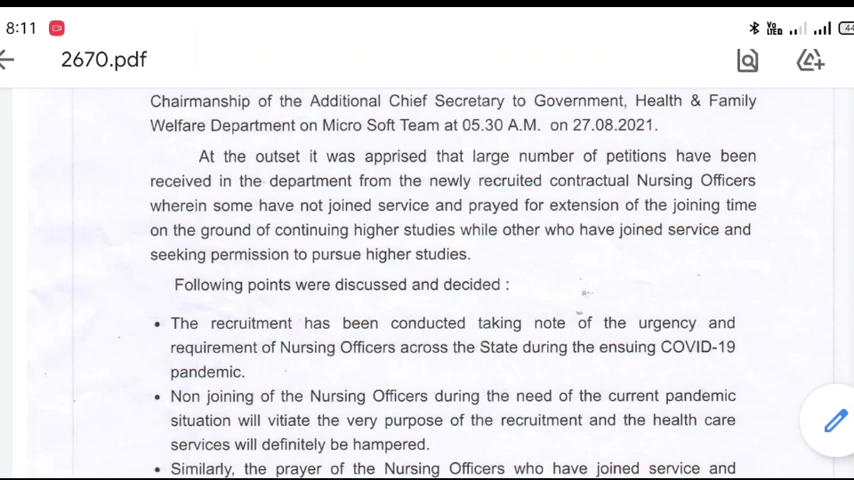 8:11
Vo
LTED
44
2670.pdf
Chairmanship of the Additional Chief Secretary to Government, Health & Family
Welfare Department on Micro Soft Team at 05.30 A.M. on 27.08.2021.
At the outset it was apprised that large number of petitions have been
received in the department from the newly recruited contractual Nursing Officers
wherein some have not joined service and prayed for extension of the joining time
on the ground of continuing higher studies while other who have joined service and
seeking permission to pursue higher studies.
Following points were discussed and decided :
• The recruitment has been conducted taking note of the urgency and
requirement of Nursing Officers across the State during the ensuing COVID-19
pandemic.
• Non joining of the Nursing Officers during the need of the current pandemic
situation will vitiate the very purpose of the recruitment and the health care
services will definitely be hampered.
• Similarly, the prayer of the Nursing Officers who have joined service and